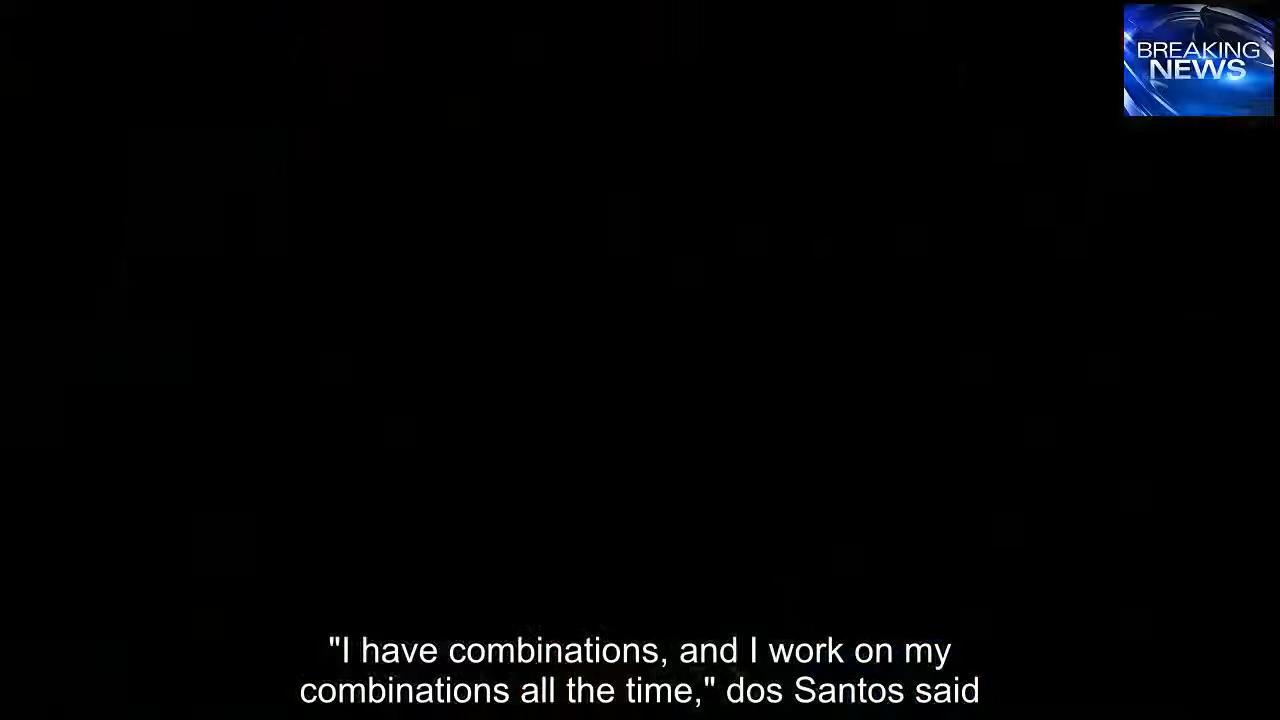 BREAKING
NEWS
"I have combinations, and I work on my
combinations all the time," dos Santos said